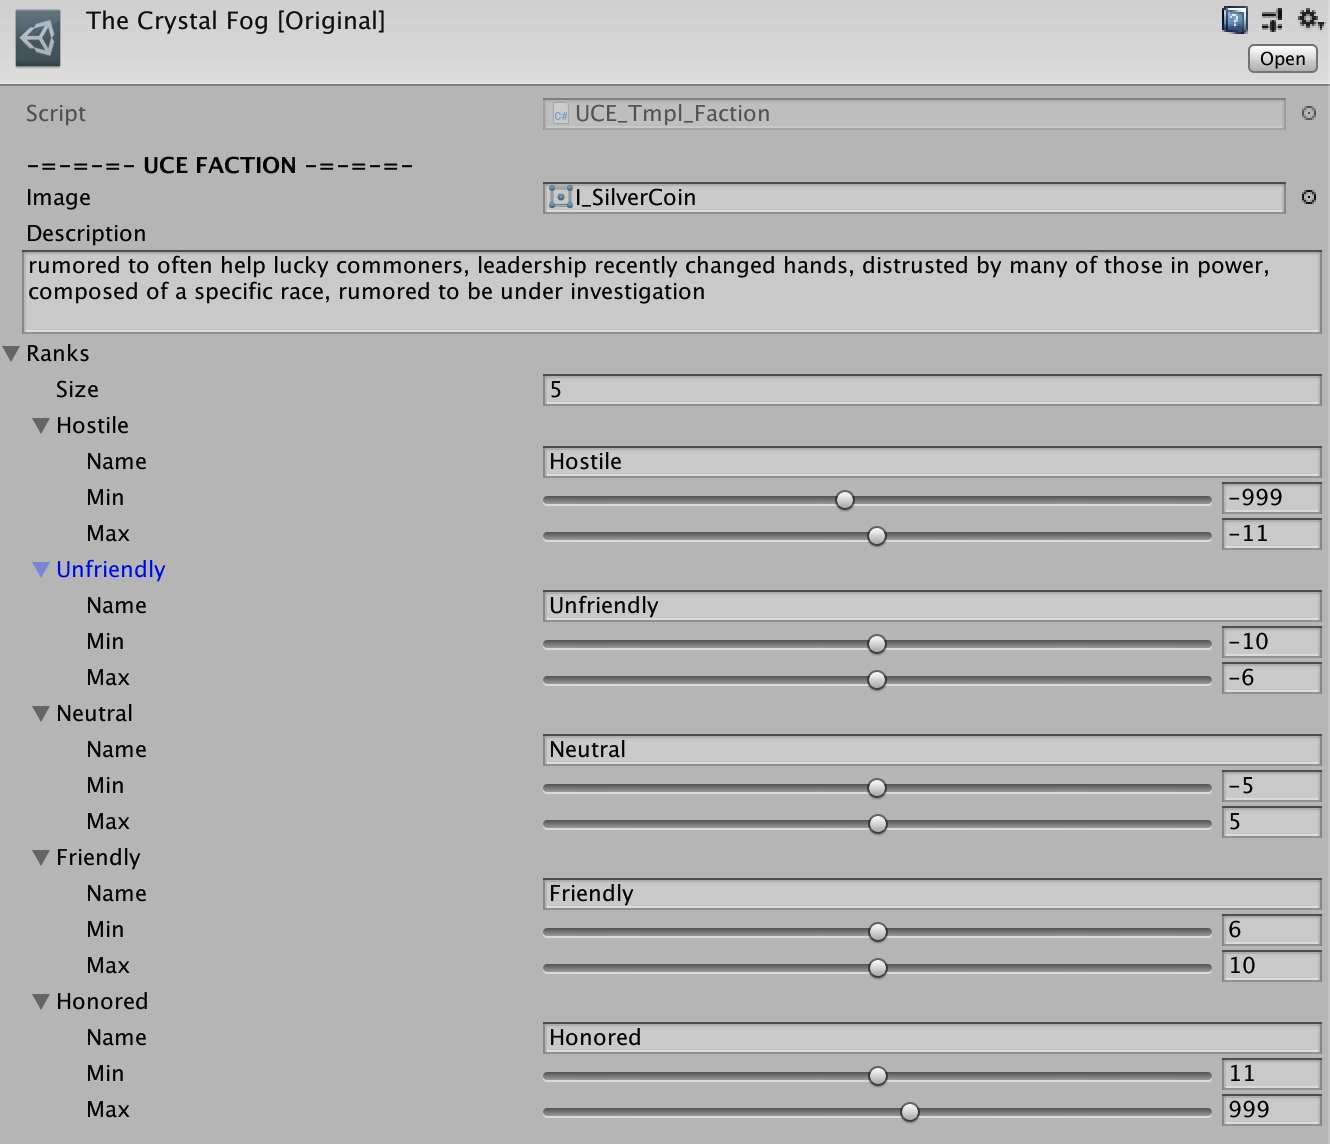 The Crystal Fog [Original]
Open
Script
UCE_Tmpl_Faction
-=-=-=- UCE FACTION -=-=-=-
Image
I_SilverCoin
Description
rumored to often help lucky commoners, leadership recently changed hands, distrusted by many of those in power,
composed of a specific race, rumored to be under investigation
Ranks
Size 5
Hostile
Name Hostile
Min -999
Max -11
Unfriendly
Name Unfriendly
Min -10
Max -6
Neutral
Name Neutral
Min -5
Max 5
Friendly
Name Friendly
Min 6
Max 10
Honored
Name Honored
Min 11
Max 999